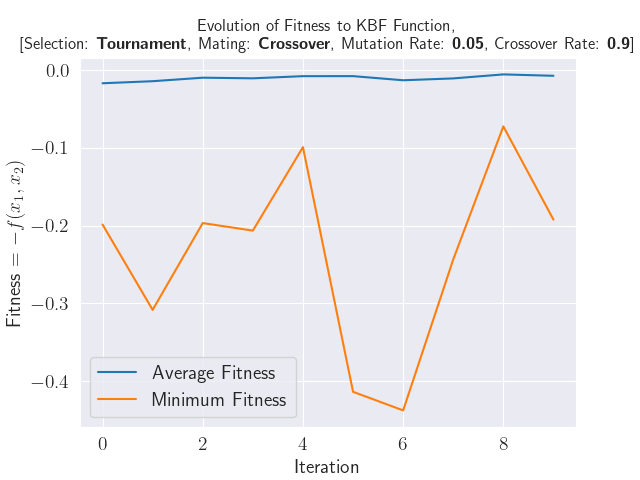 Evolution of Fitness to KBF Function,
[Selection: Tournament, Mating: Crossover, Mutation Rate: 0.05, Crossover Rate: 0.9]
0.0
−0.1
−0.2
−0.3
−0.4
Fitness = −f(x₁, x₂)
Average Fitness
Minimum Fitness
0 2 4 6 8
Iteration